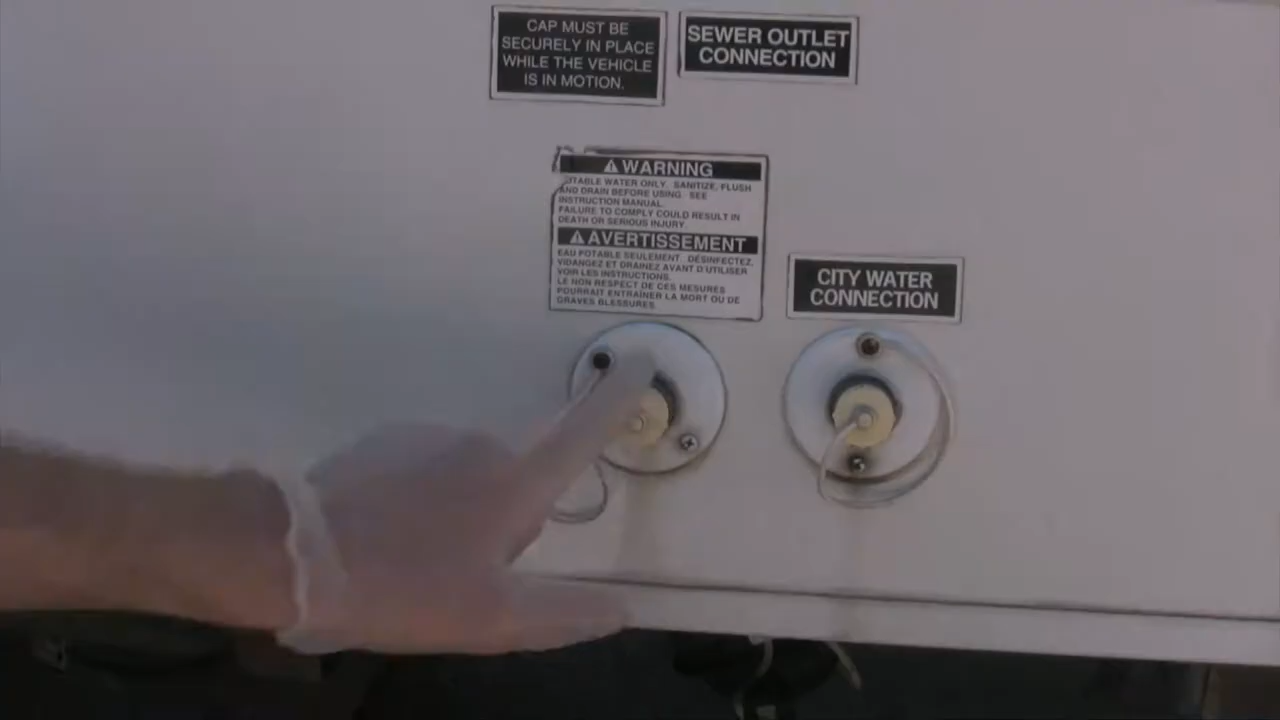 CAP MUST BE
SECURELY IN PLACE
WHILE THE VEHICLE
IS IN MOTION.
SEWER OUTLET
CONNECTION
WARNING
WATER ONLY. SANITIZE, FLUSH
AND DRAIN BEFORE USING. SEE
INSTRUCTION MANUAL.
FAILURE TO COMPLY COULD RESULT IN
DEATH OR SERIOUS INJURY.
AVERTISSEMENT
EAU POTABLE SEULEMENT. DESINFECTEZ,
VIDANGEZ ET DRAINEZ AVANT D'UTILISER
VOIR LES INSTRUCTIONS.
LE NON RESPECT DE CES MESURES
POURRAIT ENTRAÎNER LA MORT OU DE
GRAVES BLESSURES.
CITY WATER
CONNECTION